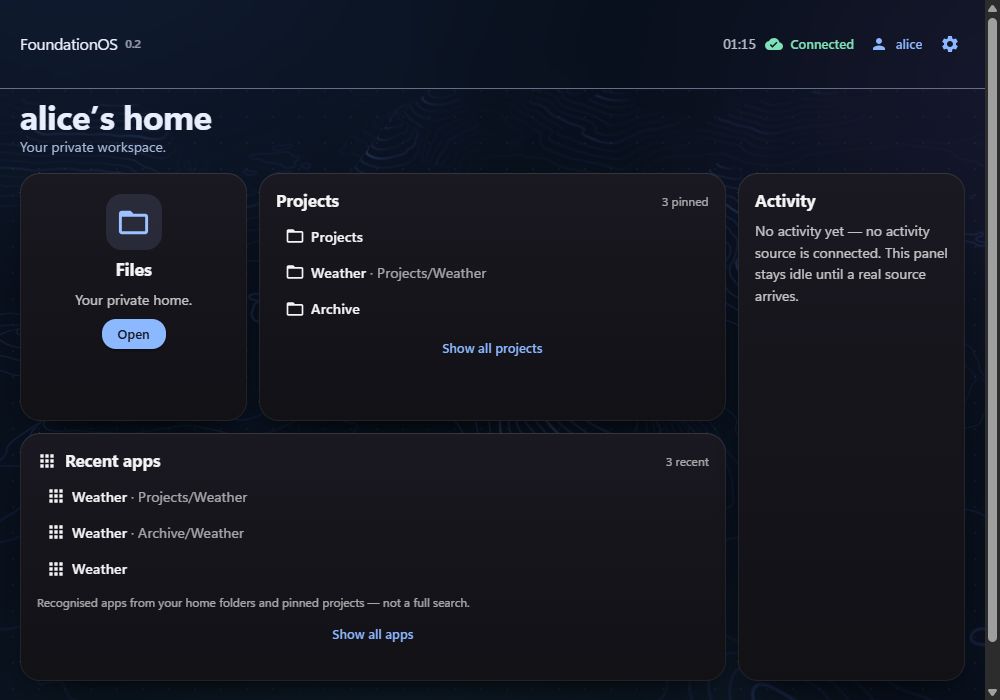 FoundationOS 0.2
01:15 Connected alice
alice's home
Your private workspace.
Files
Your private home.
Open
Projects
3 pinned
Projects
Weather · Projects/Weather
Archive
Show all projects
Activity
No activity yet — no activity
source is connected. This panel
stays idle until a real source
arrives.
Recent apps
3 recent
Weather · Projects/Weather
Weather · Archive/Weather
Weather
Recognised apps from your home folders and pinned projects — not a full search.
Show all apps